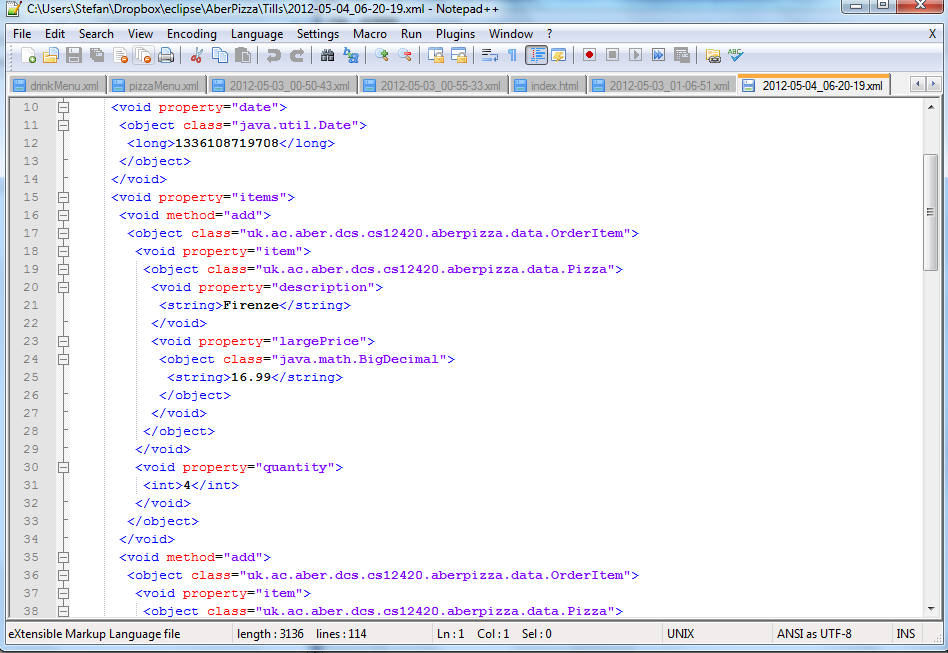 C:\Users\Stefan\Dropbox\eclipse\AberPizza\Tills\2012-05-04_06-20-19.xml - Notepad++
File Edit Search View Encoding Language Settings Macro Run Plugins Window ? X
drinkMenu.xml pizzaMenu.xml 2012-05-03_00-50-43.xml 2012-05-03_00-55-33.xml index.html 2012-05-03_01-06-51.xml 2012-05-04_06-20-19.xml
10 <void property="date">
11 <object class="java.util.Date">
12 <long>1336108719708</long>
13 </object>
14 </void>
15 <void property="items">
16 <void method="add">
17 <object class="uk.ac.aber.dcs.cs12420.aberpizza.data.OrderItem">
18 <void property="item">
19 <object class="uk.ac.aber.dcs.cs12420.aberpizza.data.Pizza">
20 <void property="description">
21 <string>Firenze</string>
22 </void>
23 <void property="largePrice">
24 <object class="java.math.BigDecimal">
25 <string>16.99</string>
26 </object>
27 </void>
28 </object>
29 </void>
30 <void property="quantity">
31 <int>4</int>
32 </void>
33 </object>
34 </void>
35 <void method="add">
36 <object class="uk.ac.aber.dcs.cs12420.aberpizza.data.OrderItem">
37 <void property="item">
38 <object class="uk.ac.aber.dcs.cs12420.aberpizza.data.Pizza">
eXtensible Markup Language file length : 3136 lines : 114 Ln : 1 Col : 1 Sel : 0 UNIX ANSI as UTF-8 INS